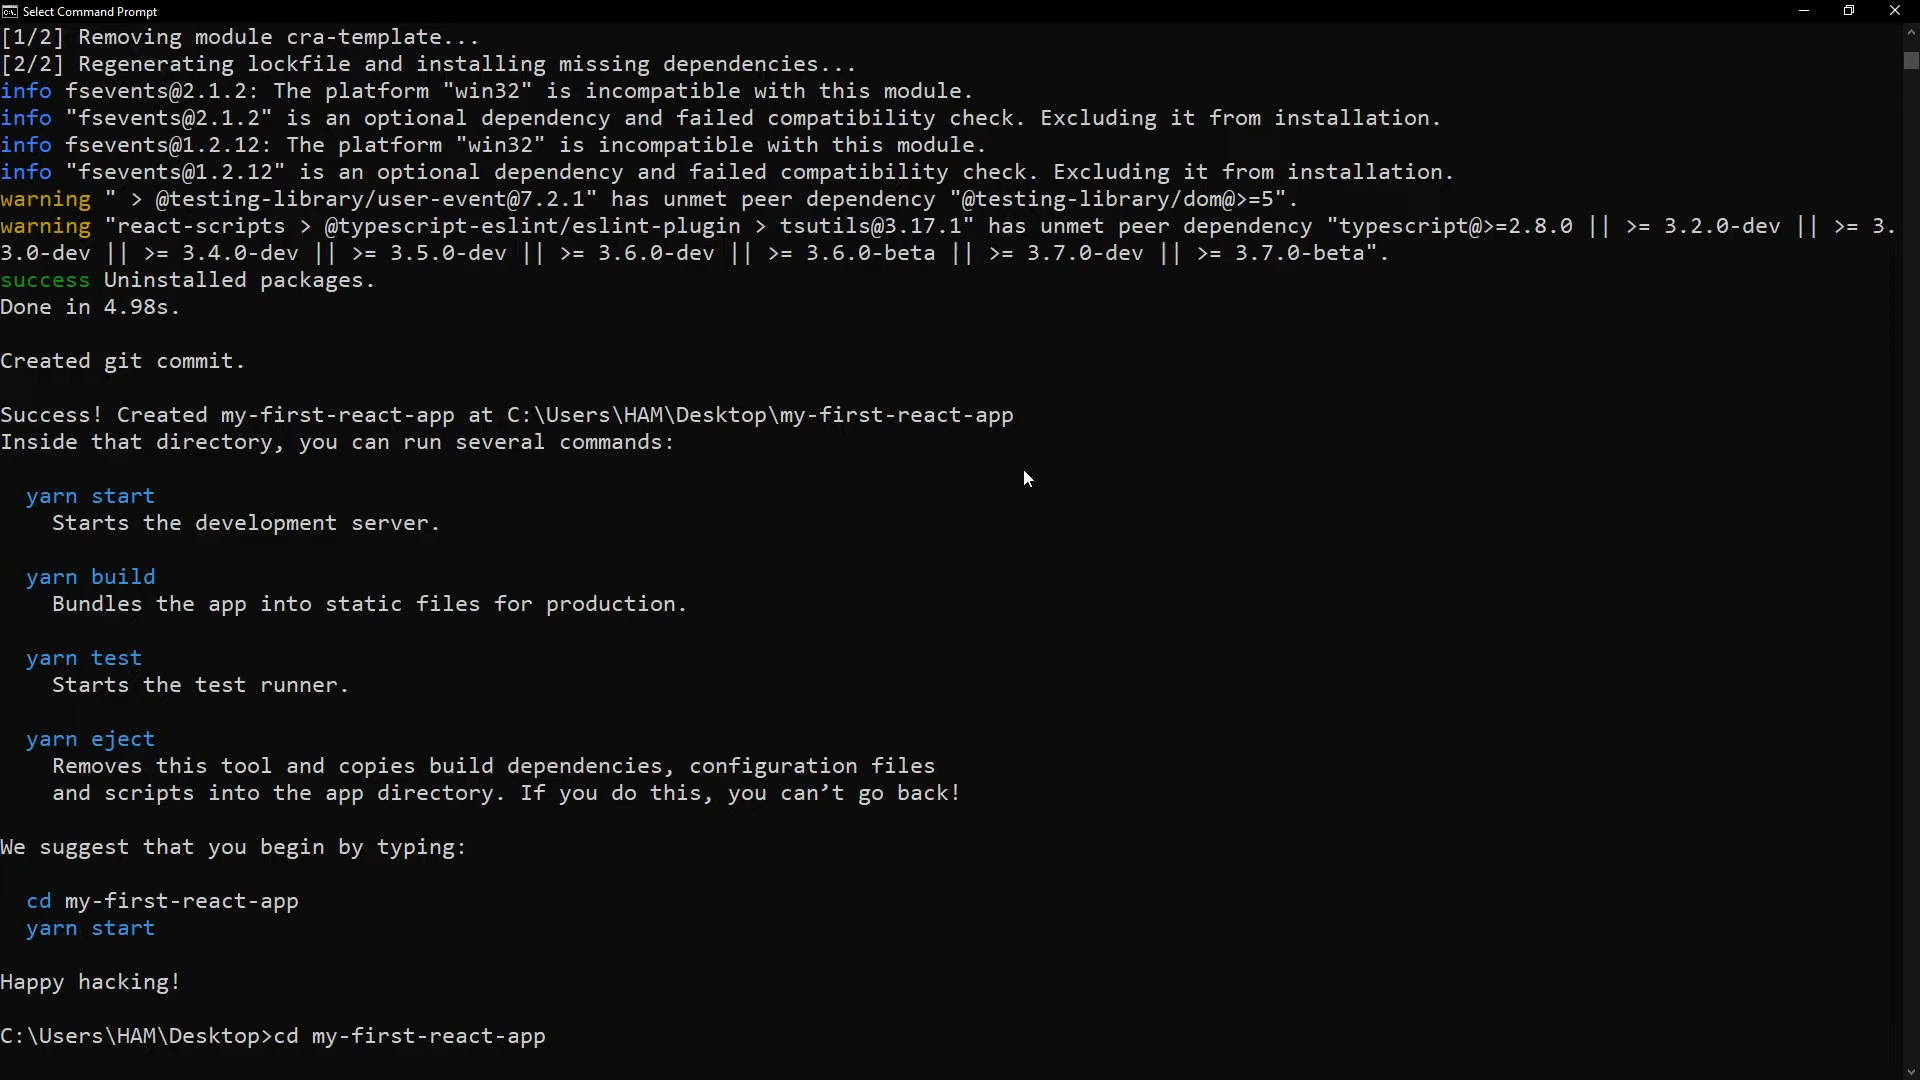 Select Command Prompt
[1/2] Removing module cra-template...
[2/2] Regenerating lockfile and installing missing dependencies...
info fsevents@2.1.2: The platform "win32" is incompatible with this module.
info "fsevents@2.1.2" is an optional dependency and failed compatibility check. Excluding it from installation.
info fsevents@1.2.12: The platform "win32" is incompatible with this module.
info "fsevents@1.2.12" is an optional dependency and failed compatibility check. Excluding it from installation.
warning " > @testing-library/user-event@7.2.1" has unmet peer dependency "@testing-library/dom@>=5".
warning "react-scripts > @typescript-eslint/eslint-plugin > tsutils@3.17.1" has unmet peer dependency "typescript@>=2.8.0 || >= 3.2.0-dev || >= 3.
3.0-dev || >= 3.4.0-dev || >= 3.5.0-dev || >= 3.6.0-dev || >= 3.6.0-beta || >= 3.7.0-dev || >= 3.7.0-beta".
success Uninstalled packages.
Done in 4.98s.
Created git commit.
Success! Created my-first-react-app at C:\Users\HAM\Desktop\my-first-react-app
Inside that directory, you can run several commands:
yarn start
Starts the development server.
yarn build
Bundles the app into static files for production.
yarn test
Starts the test runner.
yarn eject
Removes this tool and copies build dependencies, configuration files
and scripts into the app directory. If you do this, you can’t go back!
We suggest that you begin by typing:
cd my-first-react-app
yarn start
Happy hacking!
C:\Users\HAM\Desktop>cd my-first-react-app